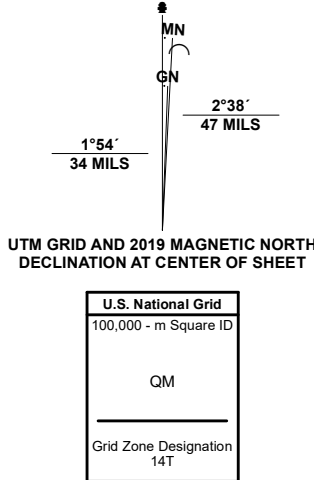 MN
GN
2°38´
47 MILS
1°54´
34 MILS
UTM GRID AND 2019 MAGNETIC NORTH
DECLINATION AT CENTER OF SHEET
U.S. National Grid
100,000 - m Square ID
QM
Grid Zone Designation
14T